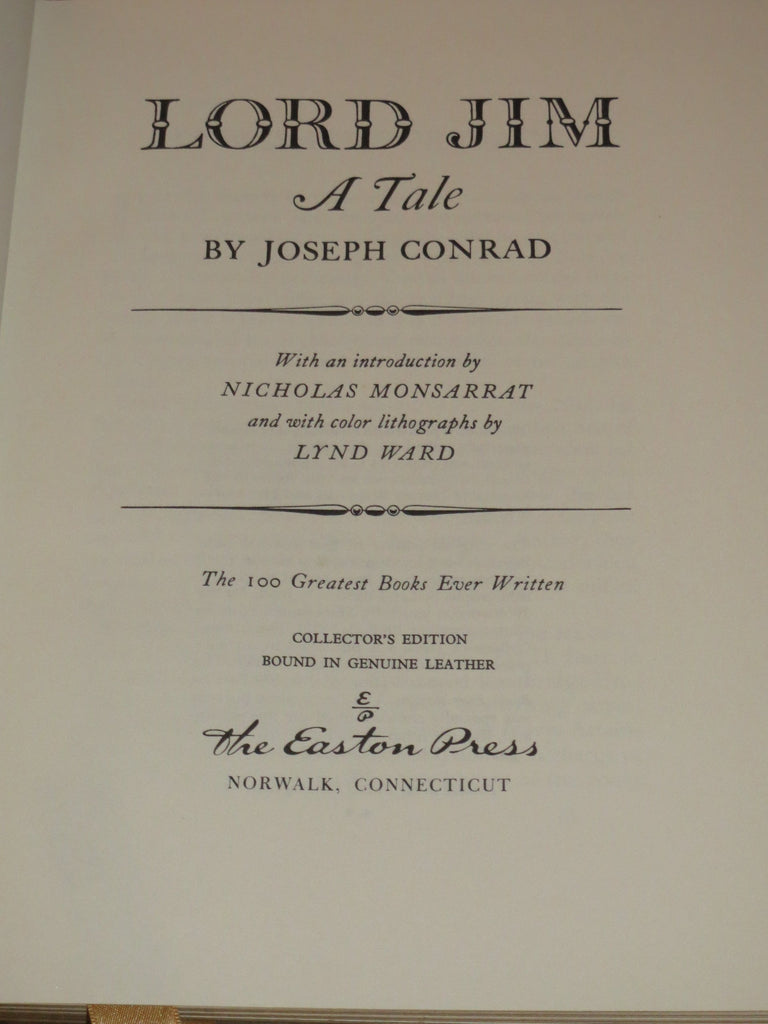 LORD JIM
A Tale
BY JOSEPH CONRAD
With an introduction by
NICHOLAS MONSARRAT
and with color lithographs by
LYND WARD
The 100 Greatest Books Ever Written
COLLECTOR'S EDITION
BOUND IN GENUINE LEATHER
E
P
The Easton Press
NORWALK, CONNECTICUT